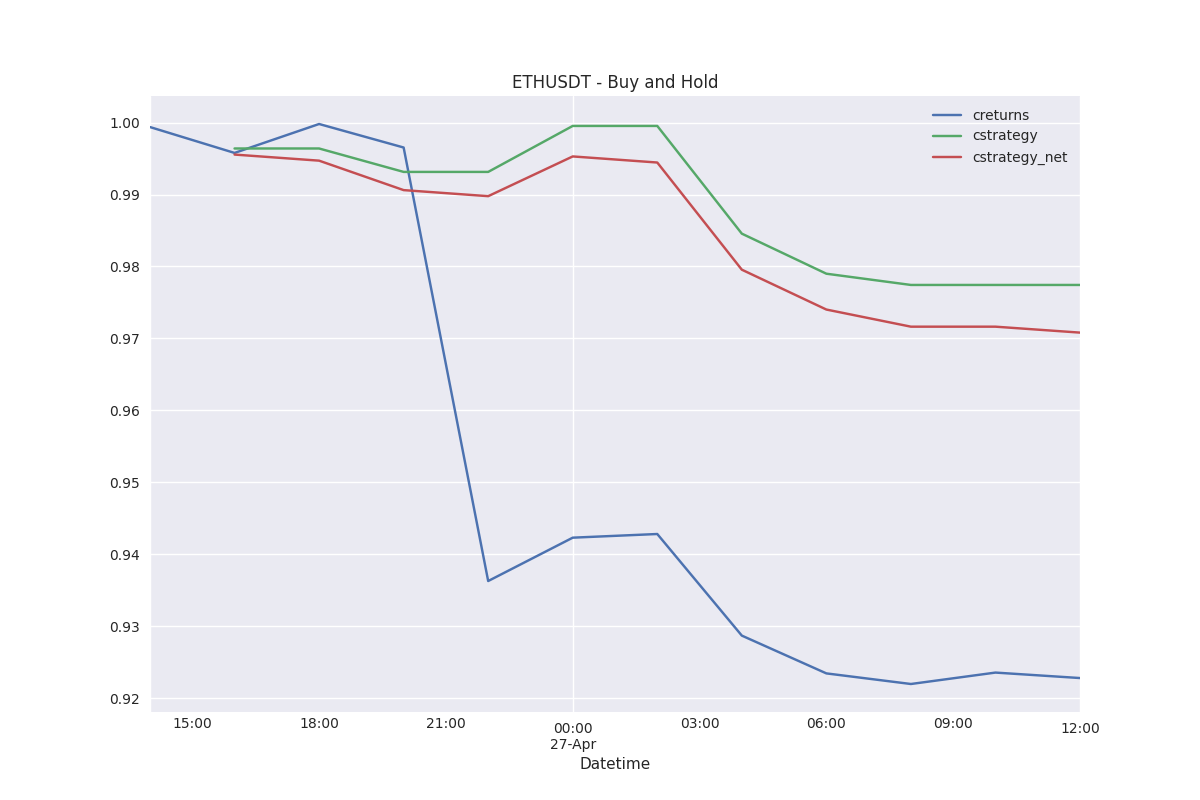 ETHUSDT - Buy and Hold
creturns
cstrategy
cstrategy_net
1.00
0.99
0.98
0.97
0.96
0.95
0.94
0.93
0.92
15:00 18:00 21:00 00:00 03:00 06:00 09:00 12:00
27-Apr
Datetime